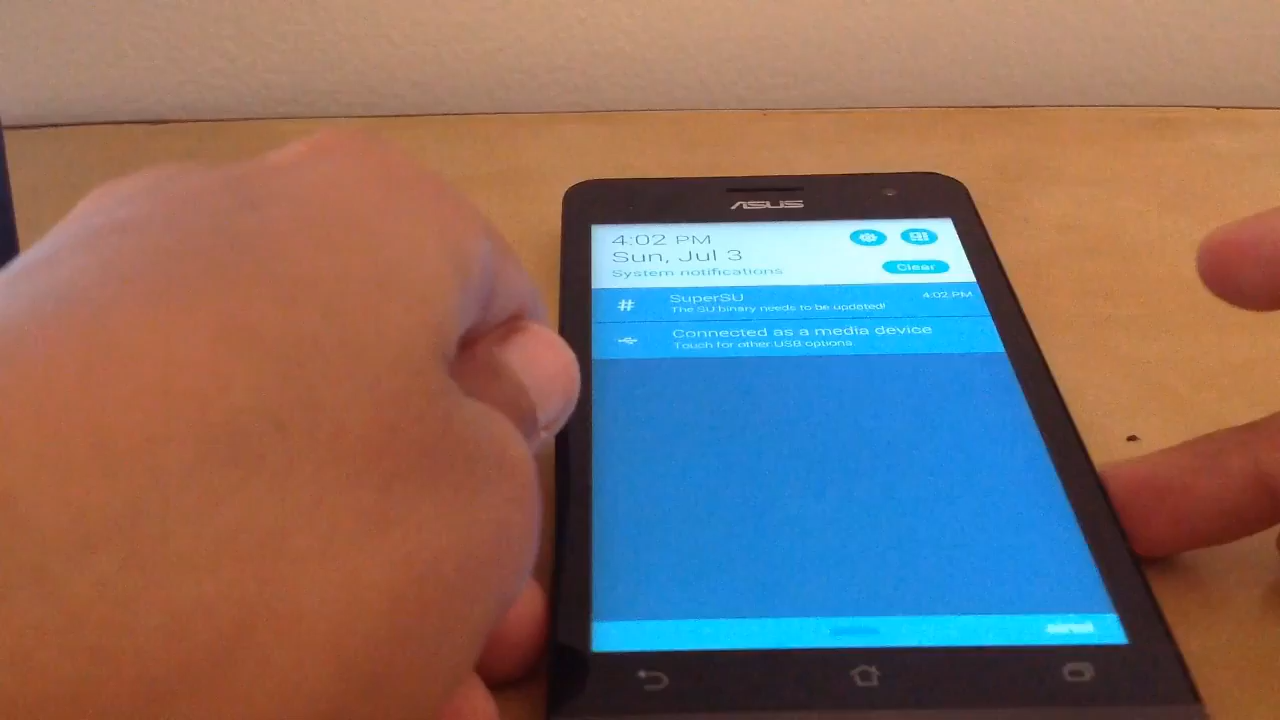 ASUS
4:02 PM
Sun, Jul 3
System notifications
Clear
#
SuperSU
4:02 PM
The SU binary needs to be updated!
Connected as a media device
Touch for other USB options